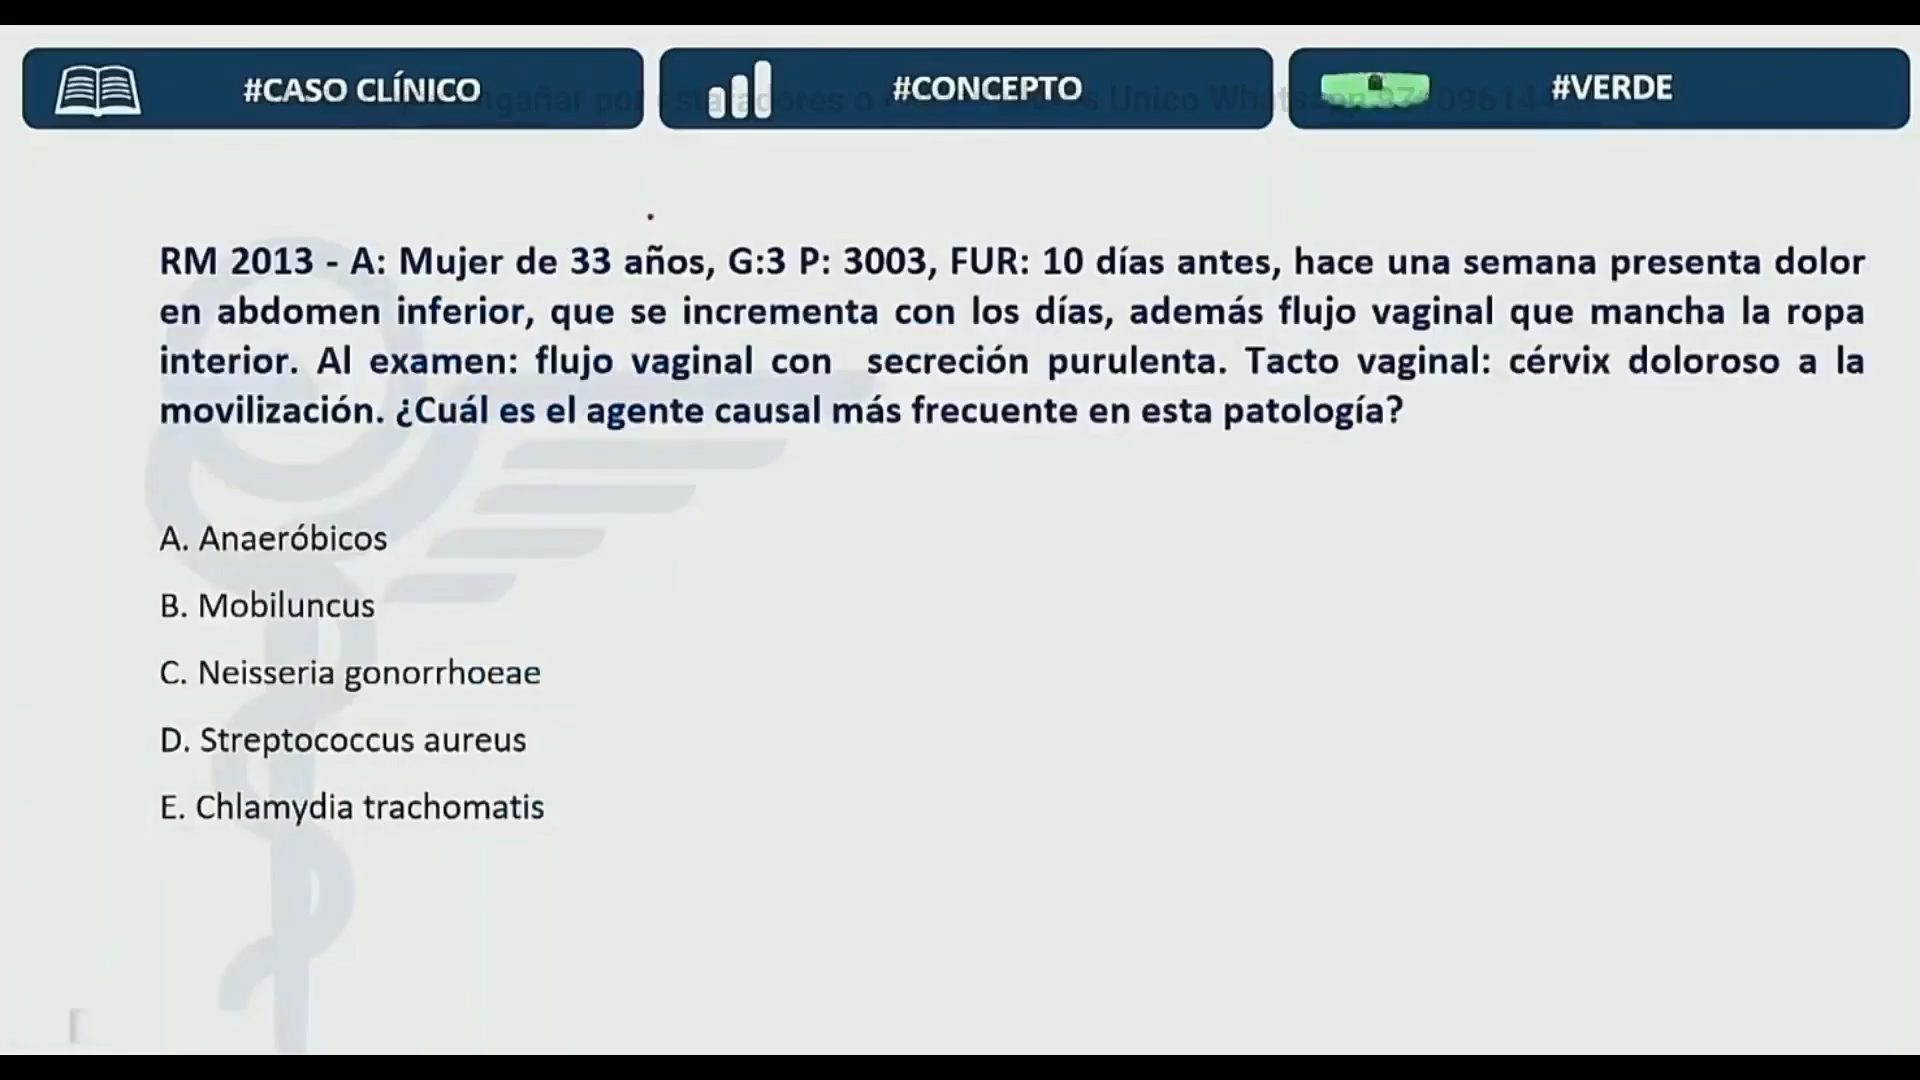 #CASO CLÍNICO
#CONCEPTO
#VERDE
RM 2013 - A: Mujer de 33 años, G:3 P: 3003, FUR: 10 días antes, hace una semana presenta dolor
en abdomen inferior, que se incrementa con los días, además flujo vaginal que mancha la ropa
interior. Al examen: flujo vaginal con secreción purulenta. Tacto vaginal: cérvix doloroso a la
movilización. ¿Cuál es el agente causal más frecuente en esta patología?
A. Anaeróbicos
B. Mobiluncus
C. Neisseria gonorrhoeae
D. Streptococcus aureus
E. Chlamydia trachomatis